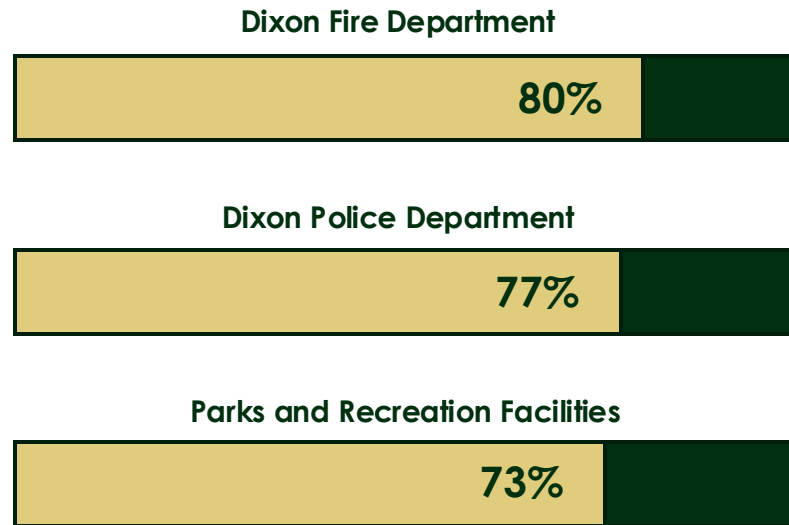 Dixon Fire Department
80%
Dixon Police Department
77%
Parks and Recreation Facilities
73%